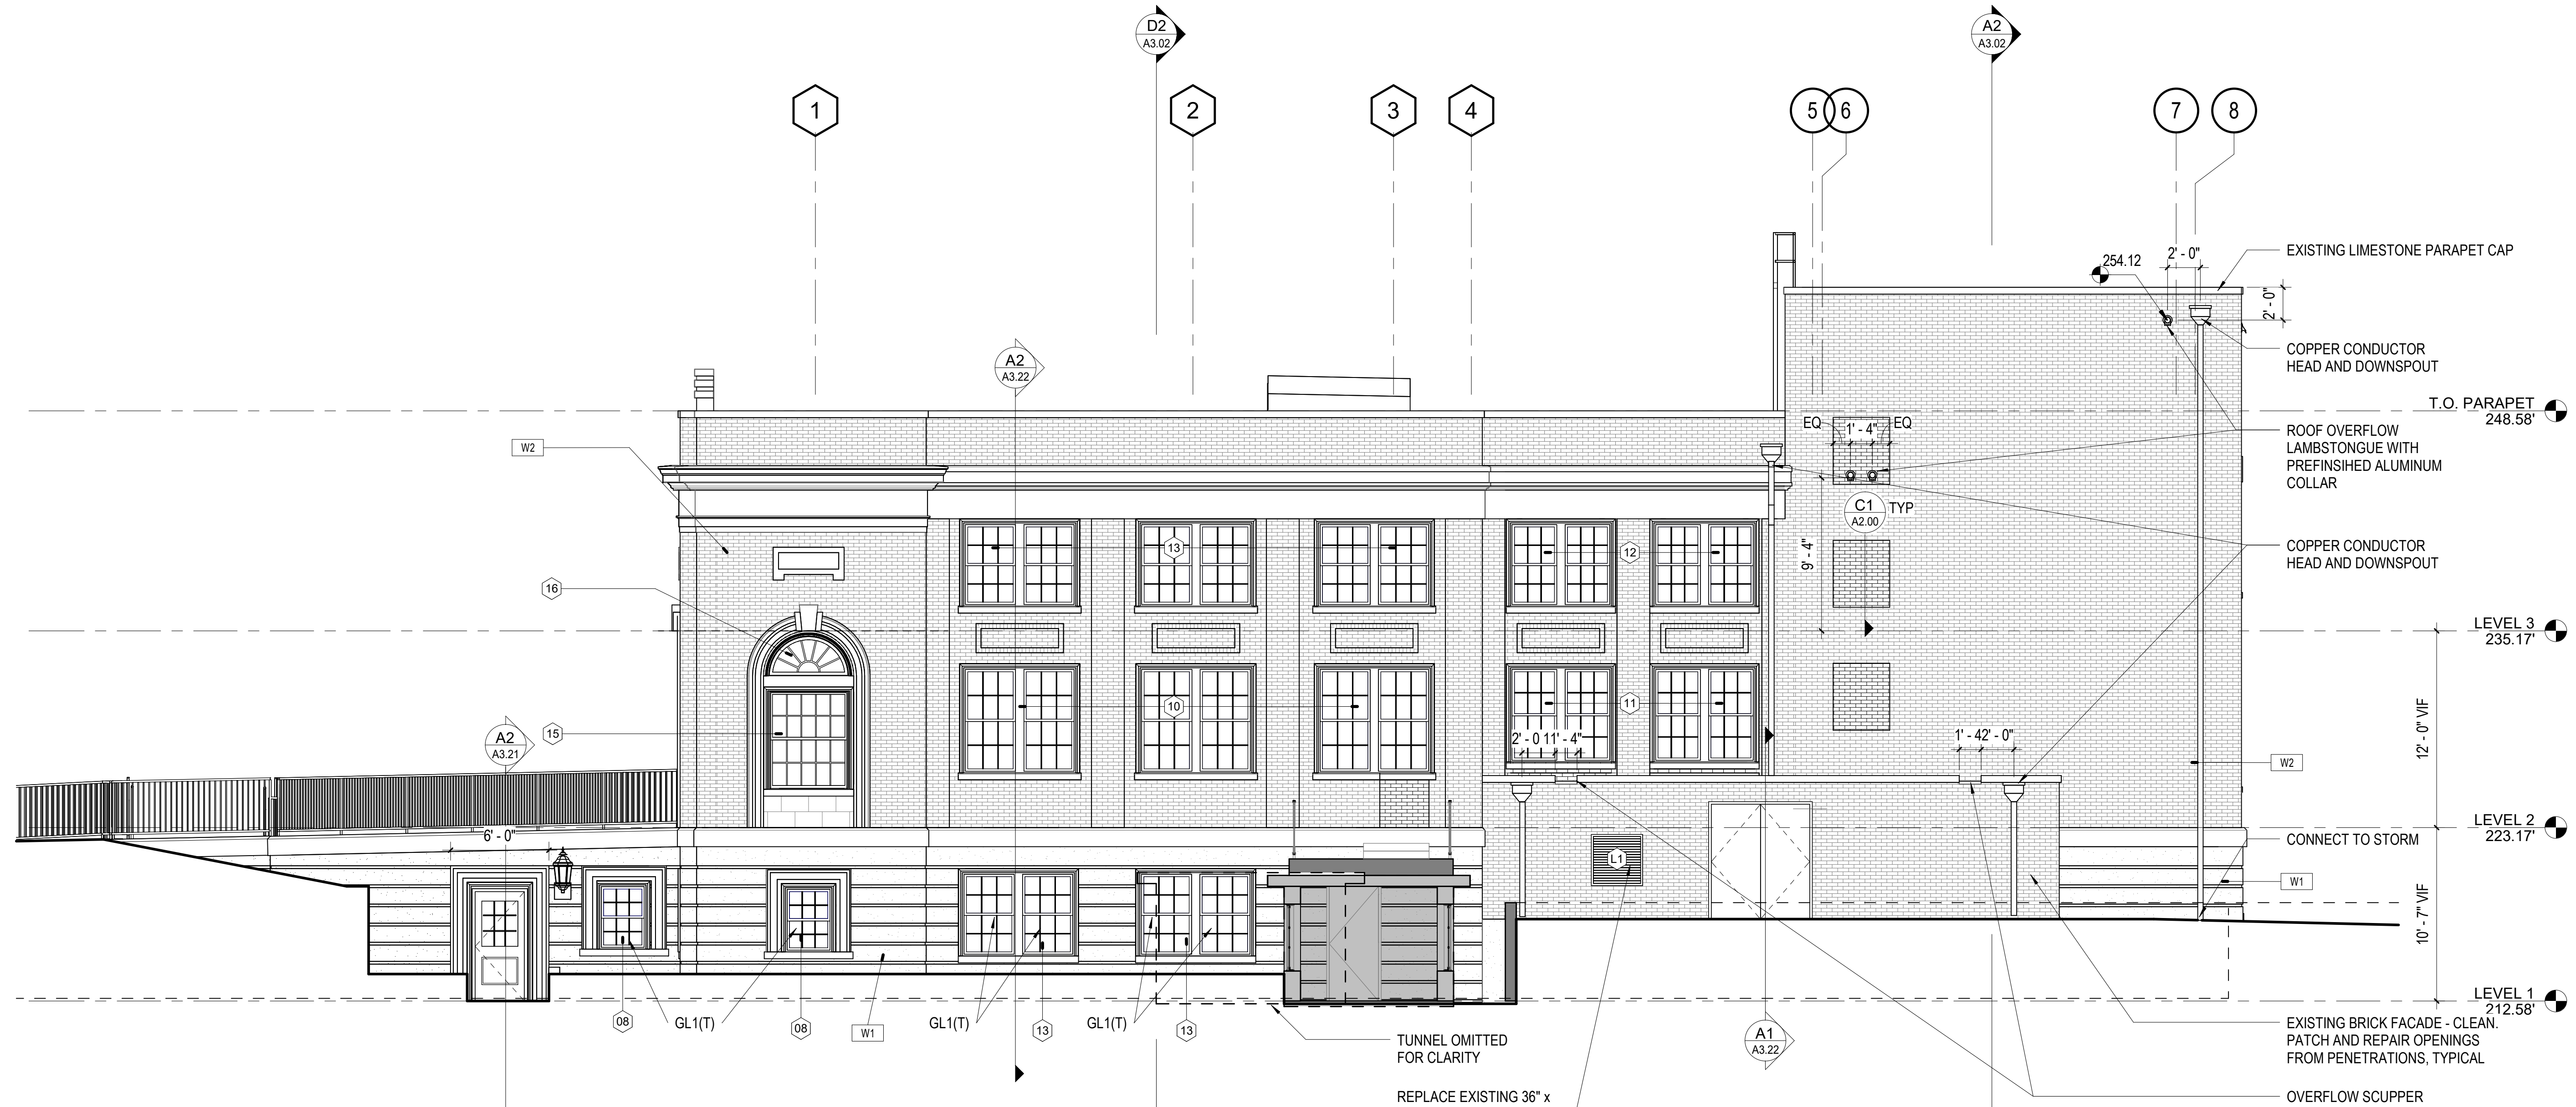 D2
A3.02
A2
A3.02
1
2
3
4
5
6
7
8
254.12
2' - 0"
EXISTING LIMESTONE PARAPET CAP
2' - 0"
COPPER CONDUCTOR
HEAD AND DOWNSPOUT
A2
A3.22
T.O. PARAPET
248.58'
EQ
1' - 4"
EQ
ROOF OVERFLOW
LAMBSTONGUE WITH
PREFINSIHED ALUMINUM
COLLAR
W2
C1
A2.00
TYP
13
12
9' - 4"
COPPER CONDUCTOR
HEAD AND DOWNSPOUT
16
LEVEL 3
235.17'
10
11
15
A2
A3.21
2' - 0
11' - 4"
1' - 4
2' - 0"
12' - 0" VIF
W2
6' - 0"
LEVEL 2
223.17'
CONNECT TO STORM
L1
W1
10' - 7" VIF
LEVEL 1
212.58'
08
GL1(T)
08
W1
GL1(T)
13
GL1(T)
13
TUNNEL OMITTED
FOR CLARITY
A1
A3.22
EXISTING BRICK FACADE - CLEAN.
PATCH AND REPAIR OPENINGS
FROM PENETRATIONS, TYPICAL
REPLACE EXISTING 36" x
OVERFLOW SCUPPER